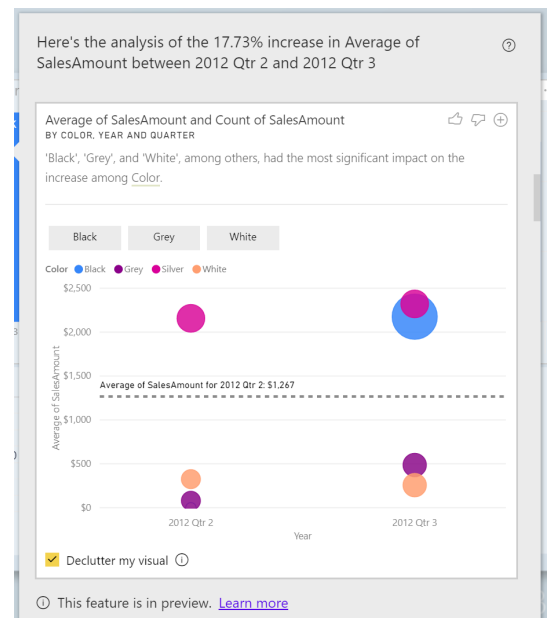 Here's the analysis of the 17.73% increase in Average of
SalesAmount between 2012 Qtr 2 and 2012 Qtr 3
Average of SalesAmount and Count of SalesAmount
BY COLOR, YEAR AND QUARTER
'Black', 'Grey', and 'White', among others, had the most significant impact on the
increase among Color.
Black Grey White
Color Black Grey Silver White
$2,500
$2,000
$1,500
Average of SalesAmount for 2012 Qtr 2: $1,267
$1,000
$500
$0
Average of SalesAmount
2012 Qtr 2 2012 Qtr 3
Year
Declutter my visual
This feature is in preview. Learn more